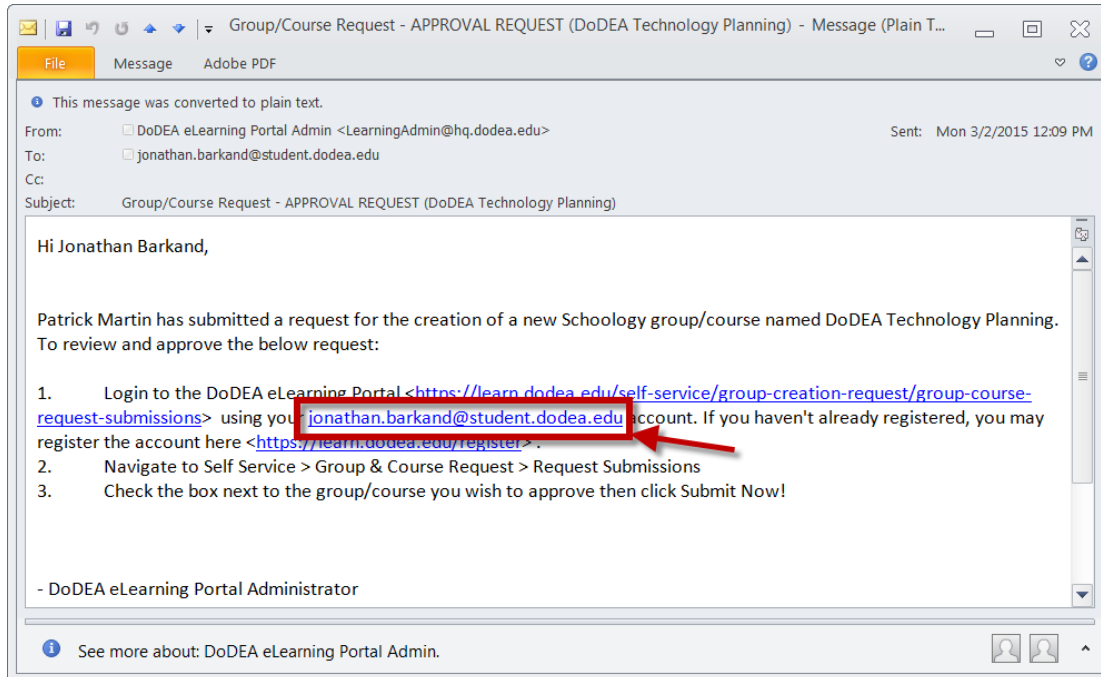 Group/Course Request - APPROVAL REQUEST (DoDEA Technology Planning) - Message (Plain T...
File Message Adobe PDF
This message was converted to plain text.
From: DoDEA eLearning Portal Admin <LearningAdmin@hq.dodea.edu> Sent: Mon 3/2/2015 12:09 PM
To: jonathan.barkand@student.dodea.edu
Cc:
Subject: Group/Course Request - APPROVAL REQUEST (DoDEA Technology Planning)
Hi Jonathan Barkand,
Patrick Martin has submitted a request for the creation of a new Schoology group/course named DoDEA Technology Planning.
To review and approve the below request:
1. Login to the DoDEA eLearning Portal <https://learn.dodea.edu/self-service/group-creation-request/group-course-
request-submissions> using your jonathan.barkand@student.dodea.edu account. If you haven't already registered, you may
register the account here <https://learn.dodea.edu/register> .
2. Navigate to Self Service > Group & Course Request > Request Submissions
3. Check the box next to the group/course you wish to approve then click Submit Now!
- DoDEA eLearning Portal Administrator
See more about: DoDEA eLearning Portal Admin.